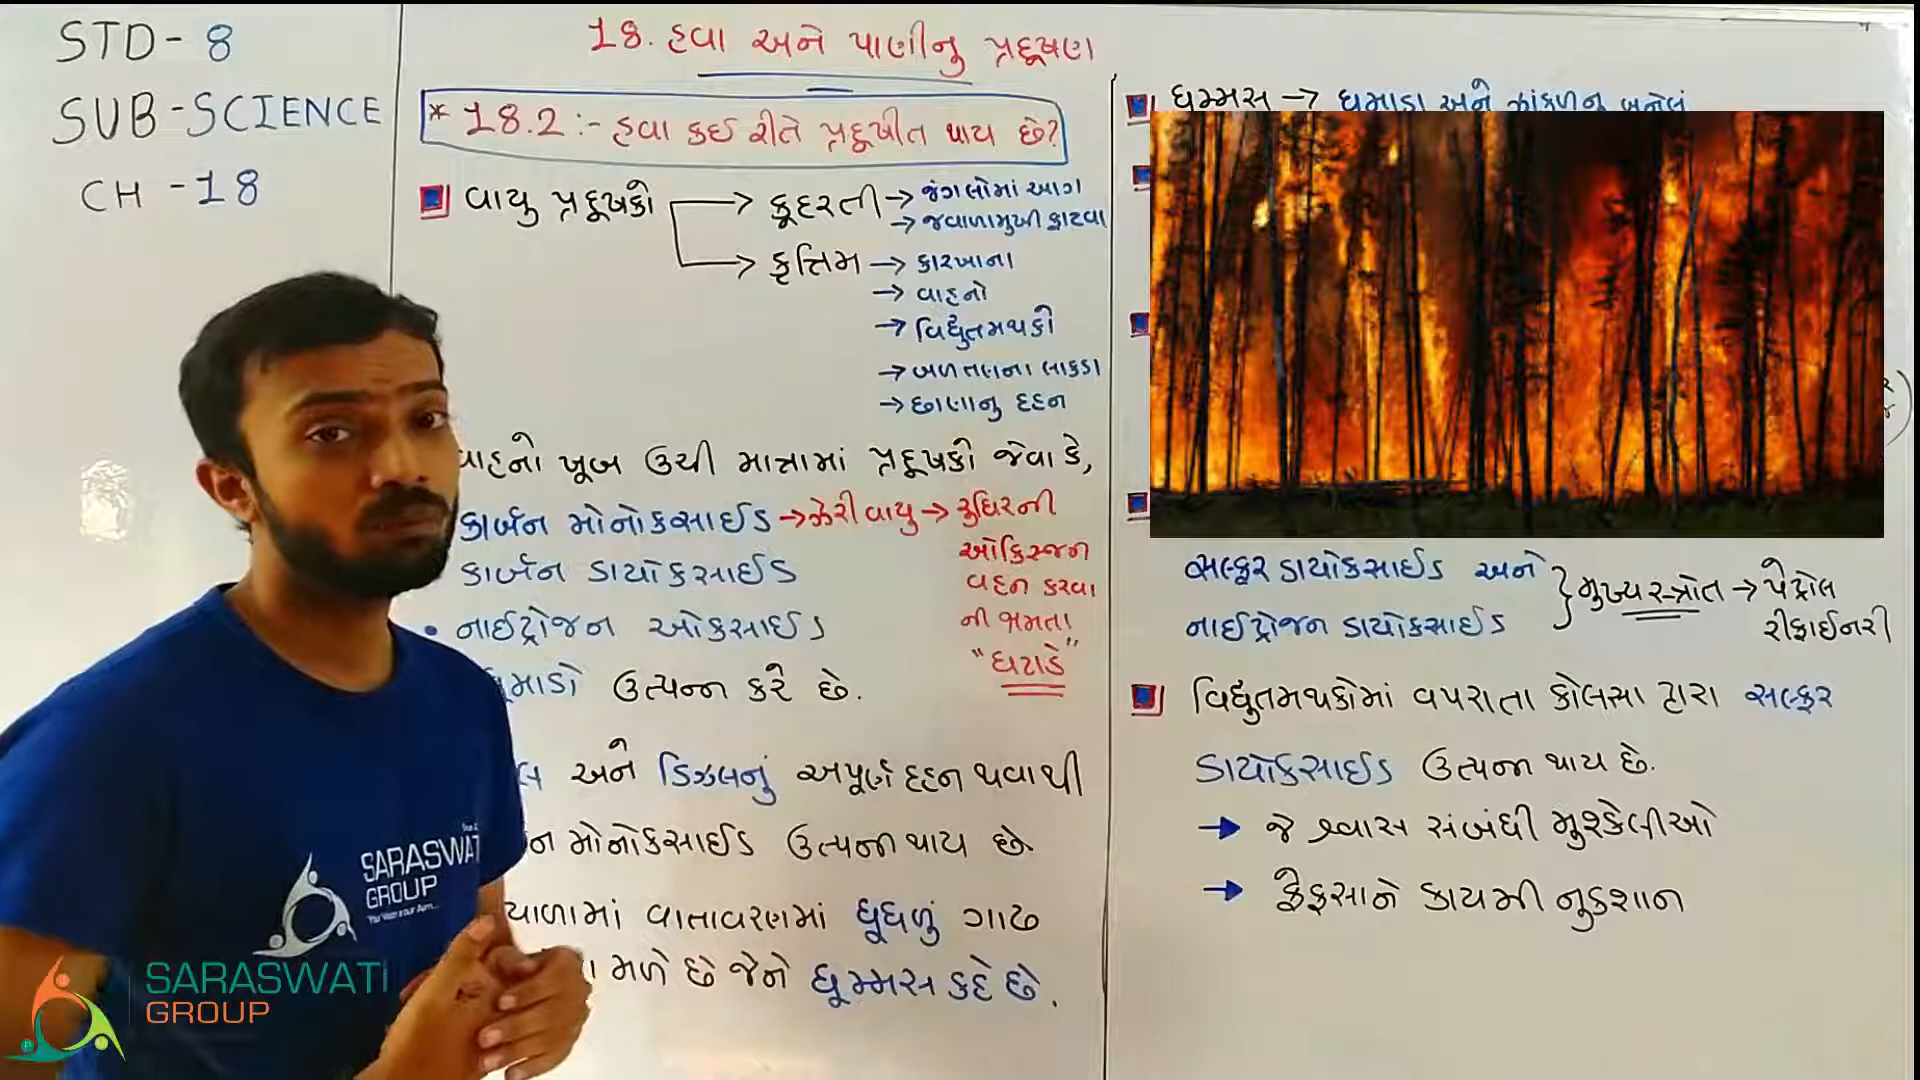 STD- 8
SUB-SCIENCE
CH -18
18. હવા અને પાણીનુ પ્રદૂષણ
* 18.2 :- હવા કઈ રીતે પ્રદૂષીત થાય છે?
વાયુ પ્રદૂષકો
કૂદરતી → જંગલોમાં આગ
→ જવાળામુખી ફાટવા
કૃત્તિમ → કારખાના
→ વાહનો
→ વિદ્યુતમથકો
→ બળતણના લાકડા
→ છાણાનુ દહન
વાહનો ખૂબ ઉચી માત્રામાં પ્રદૂષકો જેવા કે,
કાર્બન મોનોકસાઈડ → ઝેરી વાયુ → રુધિરની
ઓક્સિજન
વહન કરવા
ની ક્ષમતા
"ઘટાડે"
કાર્બન ડાયોકસાઈડ
• નાઈટ્રોજન ઓકસાઈડ
ધૂમાડો ઉત્પન્ન કરે છે.
લ અને ડિઝલનું અપૂર્ણ દહન થવાથી
ન મોનોકસાઈડ ઉત્પન્ન થાય છે.
યાળામાં વાતાવરણમાં ધૂધળું ગાઢ
ા મળે છે જેને ધૂમ્મસ કહે છે.
ધુમ્મસ → ધુમાડા અને ઝાકળનુ બનેલું
સલ્ફર ડાયોકસાઈડ અને
નાઈટ્રોજન ડાયોકસાઈડ
} મુખ્ય સ્ત્રોત → પેટ્રોલ
રીફાઈનરી
વિદ્યુતમથકોમાં વપરાતા કોલસા દ્વારા સલ્ફર
ડાયોકસાઈડ ઉત્પન્ન થાય છે.
→ જે શ્વાસ સંબંધી મુશ્કેલીઓ
→ ફેફસાને કાયમી નુકશાન
SARASWATI
GROUP
SARASWATI
GROUP